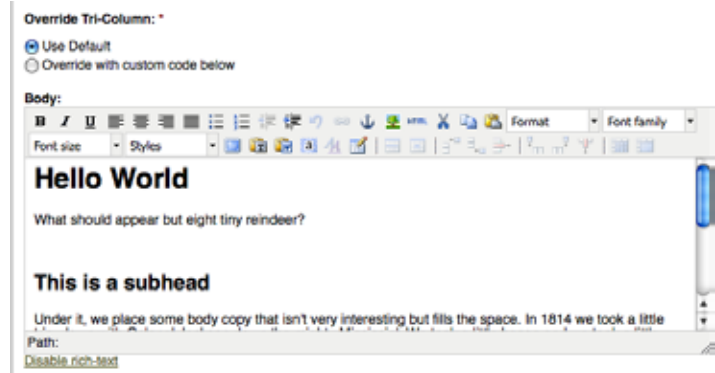 Override Tri-Column: *
Use Default
Override with custom code below
Body:
B I U HTML Format Font family
Font size Styles
Hello World
What should appear but eight tiny reindeer?
This is a subhead
Under it, we place some body copy that isn't very interesting but fills the space. In 1814 we took a little
Path:
Disable rich-text